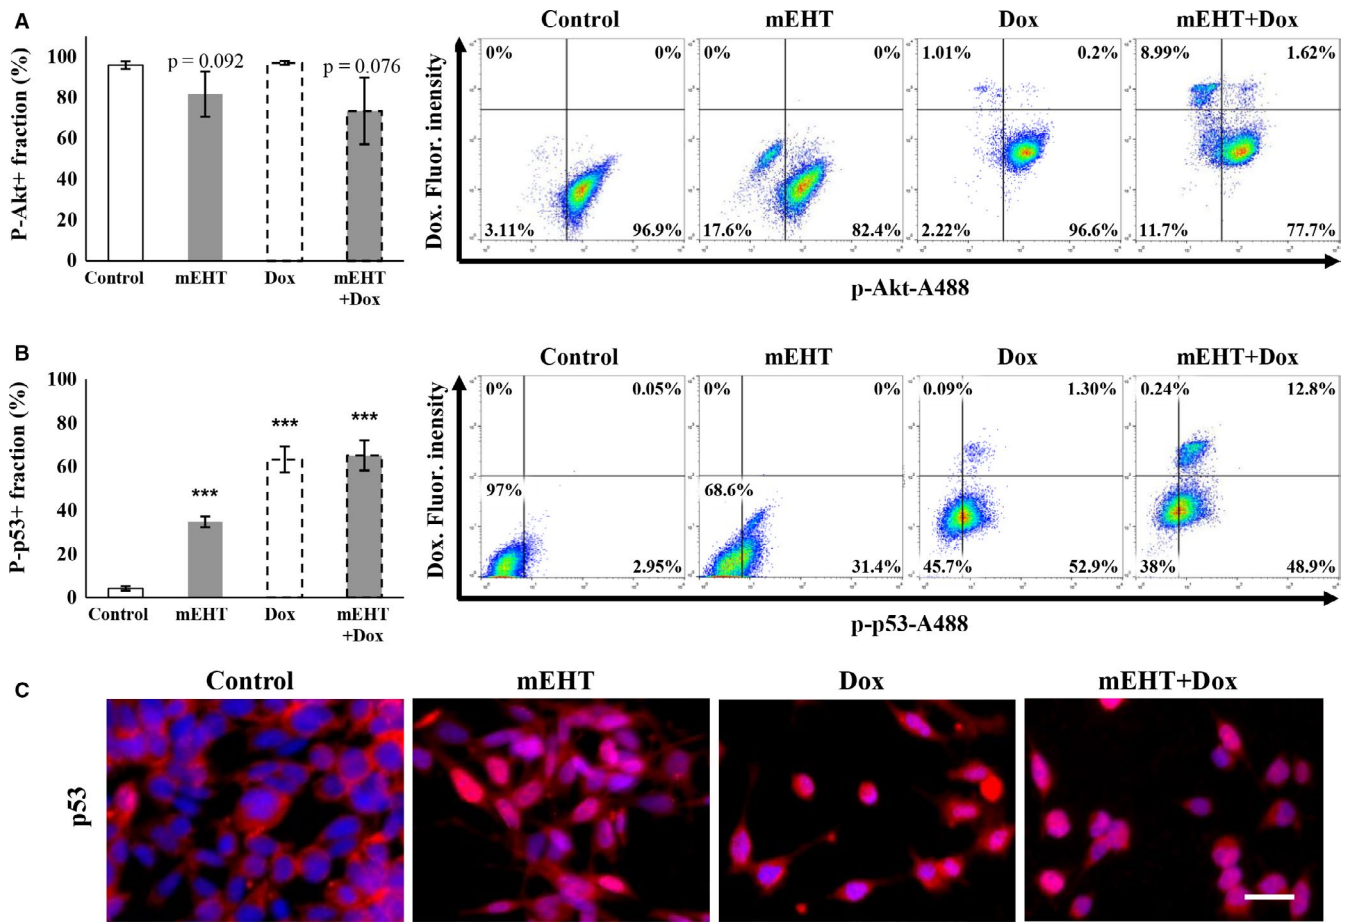 A
P-Akt+ fraction (%)
100
80
60
40
20
0
p = 0.092
p = 0.076
Control
mEHT
Dox
mEHT
+Dox
Control
mEHT
Dox
mEHT+Dox
Dox. Fluor. inensity
0%
0%
3.11%
96.9%
0%
0%
17.6%
82.4%
1.01%
0.2%
2.22%
96.6%
8.99%
1.62%
11.7%
77.7%
p-Akt-A488
B
P-p53+ fraction (%)
100
80
60
40
20
0
***
***
***
Control
mEHT
Dox
mEHT
+Dox
Control
mEHT
Dox
mEHT+Dox
Dox. Fluor. inensity
0%
0.05%
97%
2.95%
0%
0%
68.6%
31.4%
0.09%
1.30%
45.7%
52.9%
0.24%
12.8%
38%
48.9%
p-p53-A488
C
Control
mEHT
Dox
mEHT+Dox
p53